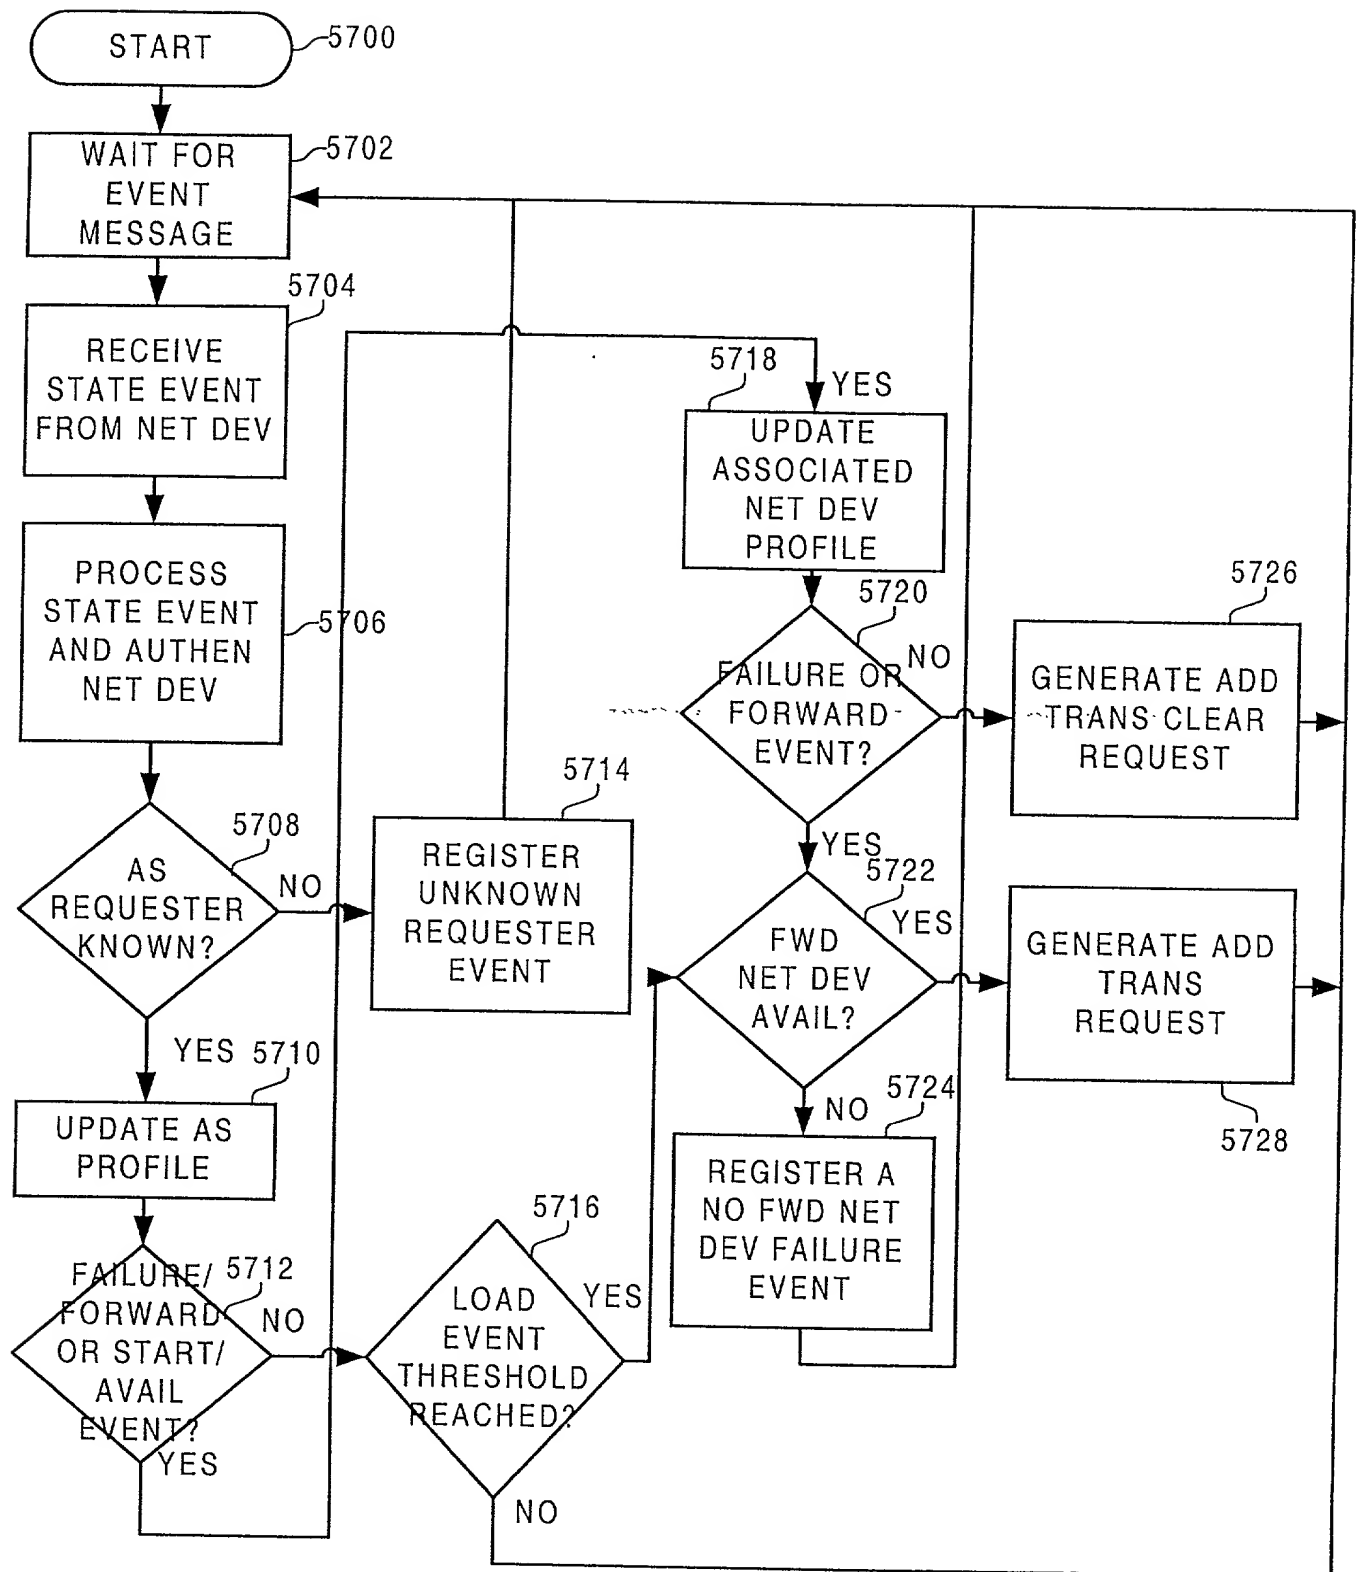 START
5700
WAIT FOR
EVENT
MESSAGE
5702
5704
RECEIVE
STATE EVENT
FROM NET DEV
PROCESS
STATE EVENT
AND AUTHEN
NET DEV
5706
5708
AS
REQUESTER
KNOWN?
NO
YES
5710
UPDATE AS
PROFILE
5712
FAILURE/
FORWARD
OR START/
AVAIL
EVENT?
NO
YES
5714
REGISTER
UNKNOWN
REQUESTER
EVENT
5716
LOAD
EVENT
THRESHOLD
REACHED?
YES
NO
5718
YES
UPDATE
ASSOCIATED
NET DEV
PROFILE
5720
FAILURE OR
FORWARD
EVENT?
NO
YES
5722
FWD
NET DEV
AVAIL?
YES
NO
5724
REGISTER A
NO FWD NET
DEV FAILURE
EVENT
5726
GENERATE ADD
TRANS CLEAR
REQUEST
GENERATE ADD
TRANS
REQUEST
5728